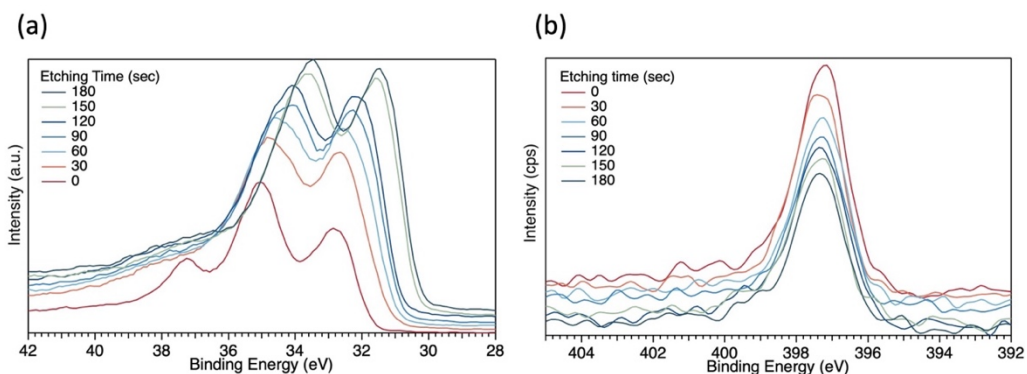 (a)
Etching Time (sec)
180
150
120
90
60
30
0
Intensity (a.u.)
42 40 38 36 34 32 30 28
Binding Energy (eV)
(b)
Etching time (sec)
0
30
60
90
120
150
180
Intensity (cps)
404 402 400 398 396 394 392
Binding Energy (eV)